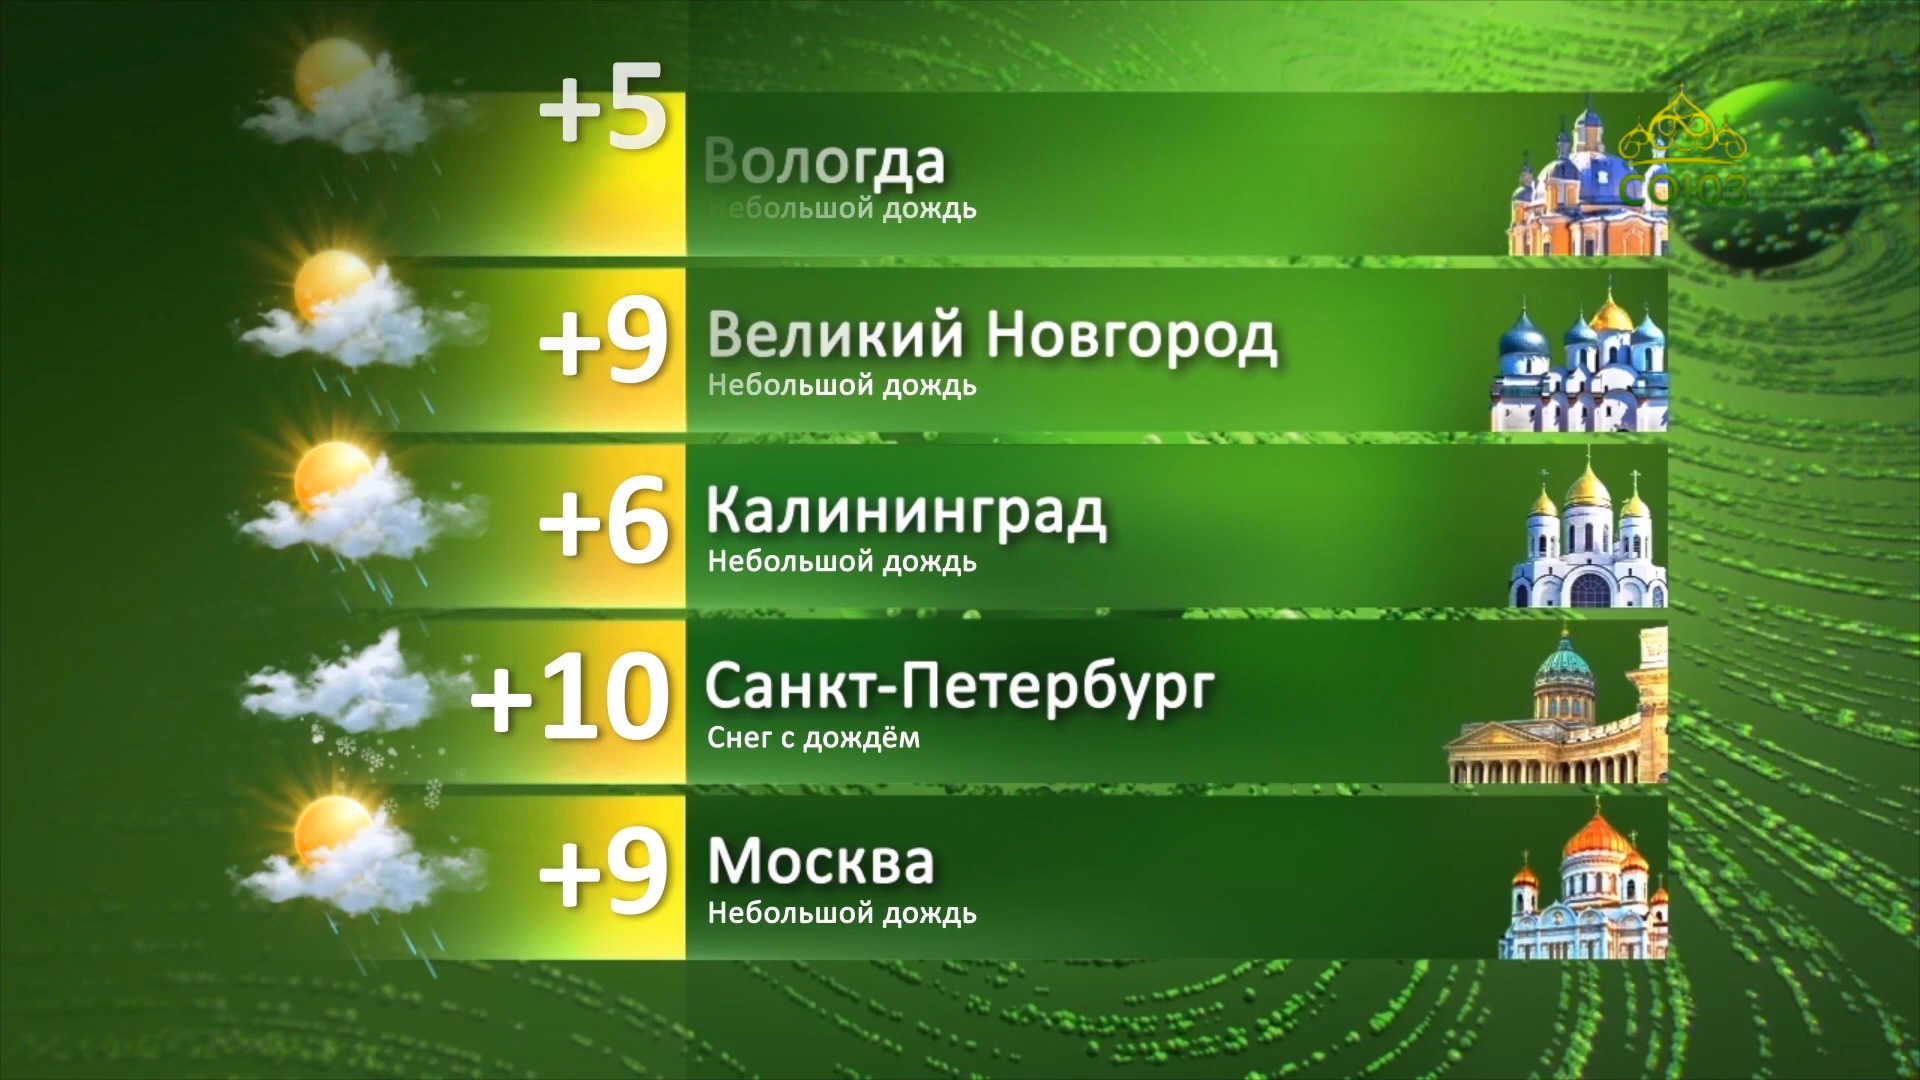 +5
Вологда
Небольшой дождь
СОЮЗ
+9
Великий Новгород
Небольшой дождь
+6
Калининград
Небольшой дождь
+10
Санкт-Петербург
Снег с дождём
+9
Москва
Небольшой дождь